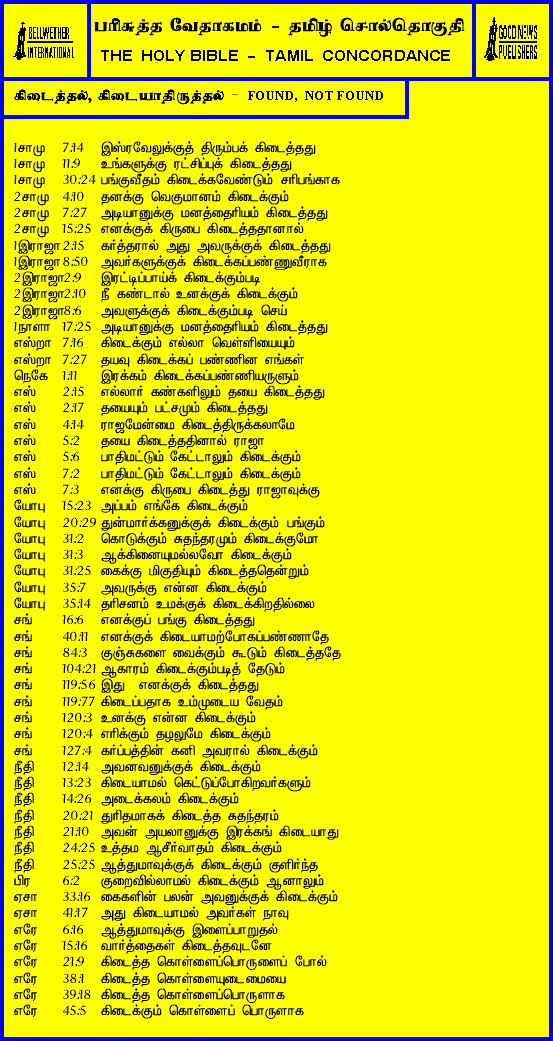 BELLWETHER
INTERNATIONAL
பரிசுத்த வேதாகமம் - தமிழ் சொல்தொகுதி
THE HOLY BIBLE - TAMIL CONCORDANCE
GOOD NEWS
PUBLISHERS
கிடைத்தல், கிடையாதிருத்தல் - FOUND, NOT FOUND
1சாமு 7:14 இஸ்ரவேலுக்குத் திரும்பக் கிடைத்தது
1சாமு 11:9 உங்களுக்கு ரட்சிப்புக் கிடைத்தது
1சாமு 30:24 பங்குவீதம் கிடைக்கவேண்டும் சரிபங்காக
2சாமு 4:10 தனக்கு வெகுமானம் கிடைக்கும்
2சாமு 7:27 அடியானுக்கு மனத்தைரியம் கிடைத்தது
2சாமு 15:25 எனக்குக் கிருபை கிடைத்ததானால்
1இராஜா 2:15 கர்த்தரால் அது அவருக்குக் கிடைத்தது
1இராஜா 8:50 அவர்களுக்குக் கிடைக்கப்பண்ணுவீராக
2இராஜா 2:9 இரட்டிப்பாய்க் கிடைக்கும்படி
2இராஜா 2:10 நீ கண்டால் உனக்குக் கிடைக்கும்
2இராஜா 8:6 அவளுக்குக் கிடைக்கும்படி செய்
1நாளா 17:25 அடியானுக்கு மனத்தைரியம் கிடைத்தது
எஸ்றா 7:16 கிடைக்கும் எல்லா வெள்ளியையும்
எஸ்றா 7:27 தயவு கிடைக்கப் பண்ணின எங்கள்
நெகே 1:11 இரக்கம் கிடைக்கப்பண்ணியருளும்
எஸ் 2:15 எல்லார் கண்களிலும் தயை கிடைத்தது
எஸ் 2:17 தயையும் பட்சமும் கிடைத்தது
எஸ் 4:14 ராஜமேன்மை கிடைத்திருக்கலாமே
எஸ் 5:2 தயை கிடைத்ததினால் ராஜா
எஸ் 5:6 பாதிமட்டும் கேட்டாலும் கிடைக்கும்
எஸ் 7:2 பாதிமட்டும் கேட்டாலும் கிடைக்கும்
எஸ் 7:3 எனக்கு கிருபை கிடைத்து ராஜாவுக்கு
யோபு 15:23 அப்பம் எங்கே கிடைக்கும்
யோபு 20:29 துன்மார்க்கனுக்குக் கிடைக்கும் பங்கும்
யோபு 31:2 கொடுக்கும் சுதந்தரமும் கிடைக்குமோ
யோபு 31:3 ஆக்கினையுமல்லவோ கிடைக்கும்
யோபு 31:25 கைக்கு மிகுதியும் கிடைத்ததென்றும்
யோபு 35:7 அவருக்கு என்ன கிடைக்கும்
யோபு 35:14 தரிசனம் உமக்குக் கிடைக்கிறதில்லை
சங் 16:6 எனக்குப் பங்கு கிடைத்தது
சங் 40:11 எனக்குக் கிடையாமற்போகப்பண்ணாதே
சங் 84:3 குஞ்சுகளை வைக்கும் கூடும் கிடைத்ததே
சங் 104:21 ஆகாரம் கிடைக்கும்படித் தேடும்
சங் 119:56 இது எனக்குக் கிடைத்தது
சங் 119:77 கிடைப்பதாக உம்முடைய வேதம்
சங் 120:3 உனக்கு என்ன கிடைக்கும்
சங் 120:4 எரிக்கும் தழலுமே கிடைக்கும்
சங் 127:4 கர்ப்பத்தின் கனி அவரால் கிடைக்கும்
நீதி 12:14 அவனவனுக்குக் கிடைக்கும்
நீதி 13:23 கிடையாமல் கெட்டுப்போகிறவர்களும்
நீதி 14:26 அடைக்கலம் கிடைக்கும்
நீதி 20:21 துரிதமாகக் கிடைத்த சுதந்தரம்
நீதி 21:10 அவன் அயலானுக்கு இரக்கங் கிடையாது
நீதி 24:25 உத்தம ஆசீர்வாதம் கிடைக்கும்
நீதி 25:25 ஆத்துமாவுக்குக் கிடைக்கும் குளிர்ந்த
பிர 6:2 குறைவில்லாமல் கிடைக்கும் ஆனாலும்
ஏசா 33:16 கைகளின் பலன் அவனுக்குக் கிடைக்கும்
ஏசா 41:17 அது கிடையாமல் அவர்கள் நாவு
எரே 6:16 ஆத்துமாவுக்கு இளைப்பாறுதல்
எரே 15:16 வார்த்தைகள் கிடைத்தவுடனே
எரே 21:9 கிடைத்த கொள்ளைப்பொருளைப் போல்
எரே 38:1 கிடைத்த கொள்ளையுடைமையை
எரே 39:18 கிடைத்த கொள்ளைப்பொருளாக
எரே 45:5 கிடைக்கும் கொள்ளைப் பொருளாக